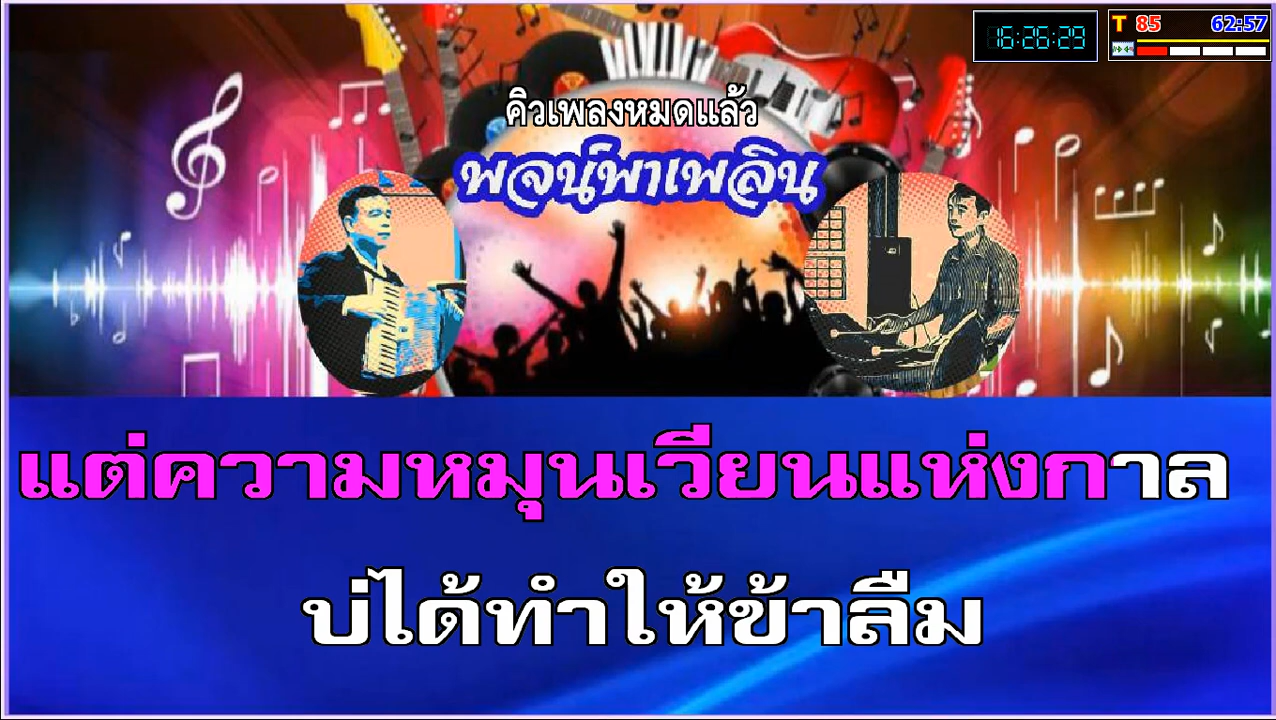 16:26:29
T 85 62:57
คิวเพลงหมดแล้ว
พจน์พาเพลิน
แต่ความหมุนเวียนแห่งกาล
บ่ได้ทำให้ข้าลืม